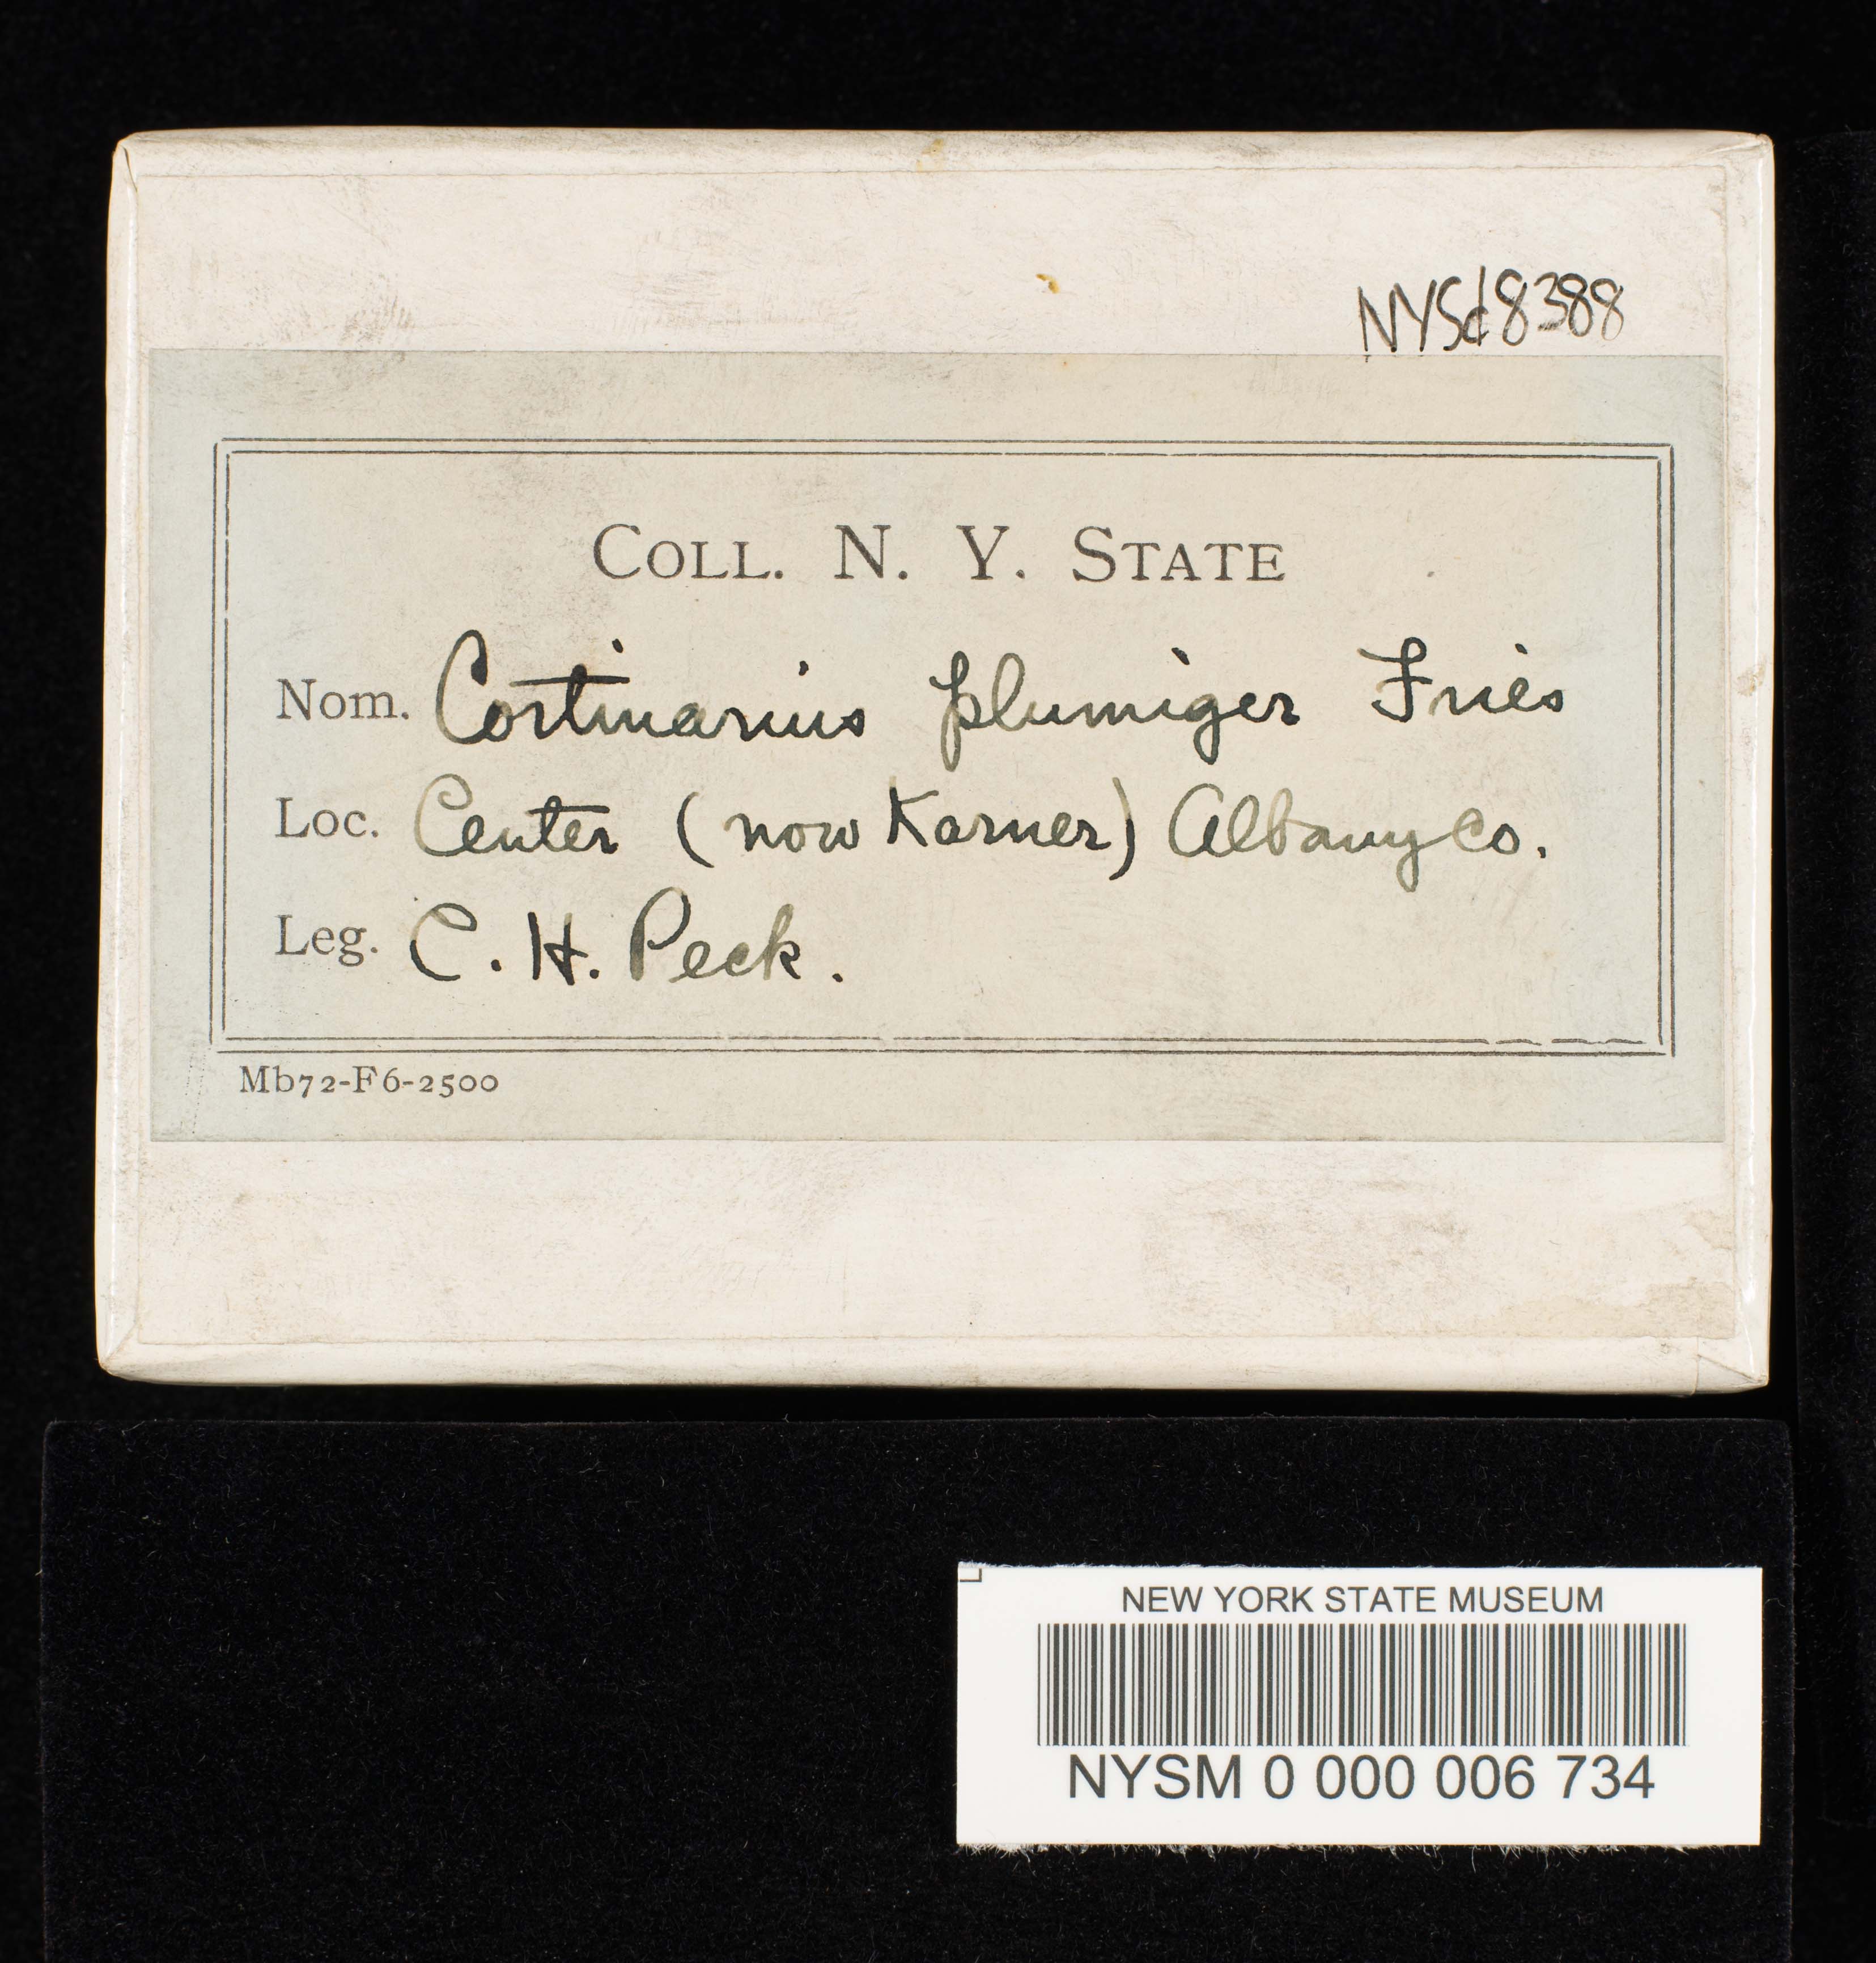 NYSd8388
COLL. N. Y. STATE
Nom. Cortinarius plumiger Fries
Loc. Center (now Karner) Albany Co.
Leg. C. H. Peck.
Mb72-F6-2500
NEW YORK STATE MUSEUM
NYSM 0 000 006 734